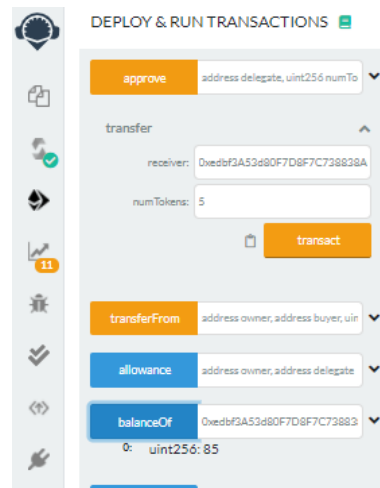 DEPLOY & RUN TRANSACTIONS
approve address delegate, uint256 numTo
transfer
receiver: 0xedbf3A53d80F7D8F7C738838A
numTokens: 5
transact
11
transferFrom address owner, address buyer, uin
allowance address owner, address delegate
balanceOf 0xedbf3A53d80F7D8F7C73883
0: uint256: 85